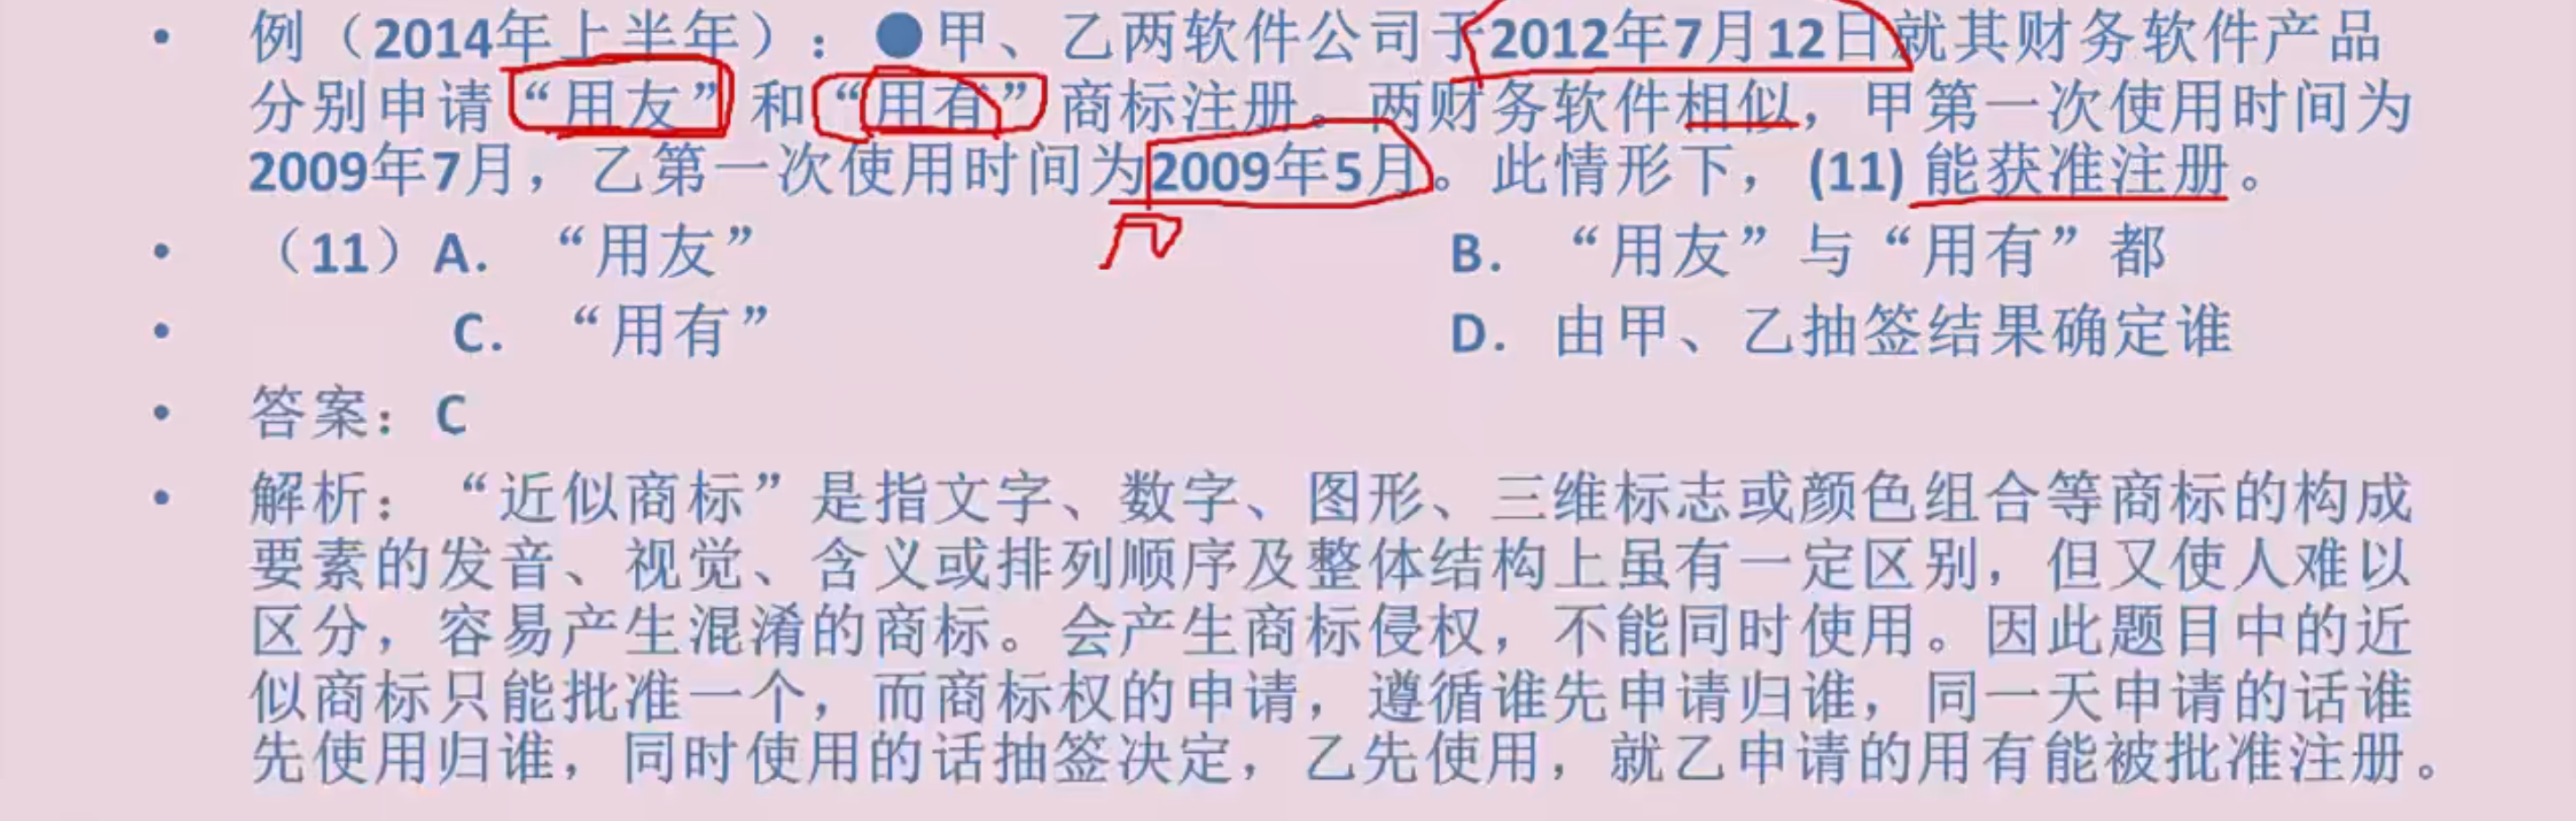 • 例（2014年上半年）：●甲、乙两软件公司于2012年7月12日就其财务软件产品
分别申请“用友”和“用有”商标注册。两财务软件相似，甲第一次使用时间为
2009年7月，乙第一次使用时间为2009年5月。此情形下，(11)能获准注册。
• （11）A. “用友” B. “用友”与“用有”都
• C. “用有” D. 由甲、乙抽签结果确定谁
• 答案：C
• 解析：“近似商标”是指文字、数字、图形、三维标志或颜色组合等商标的构成
要素的发音、视觉、含义或排列顺序及整体结构上虽有一定区别，但又使人难以
区分，容易产生混淆的商标。会产生商标侵权，不能同时使用。因此题目中的近
似商标只能批准一个，而商标权的申请，遵循谁先申请归谁，同一天申请的话谁
先使用归谁，同时使用的话抽签决定，乙先使用，就乙申请的用有能被批准注册。